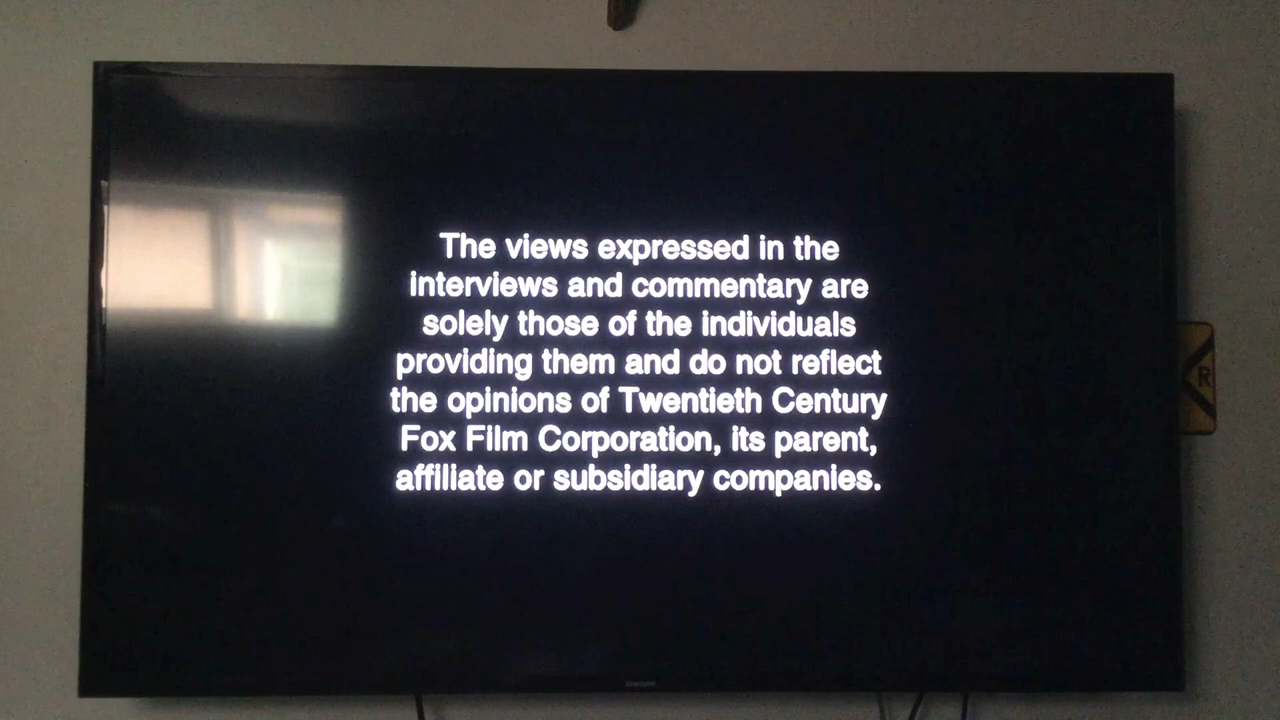 The views expressed in the
interviews and commentary are
solely those of the individuals
providing them and do not reflect
the opinions of Twentieth Century
Fox Film Corporation, its parent,
affiliate or subsidiary companies.
R
SAMSUNG